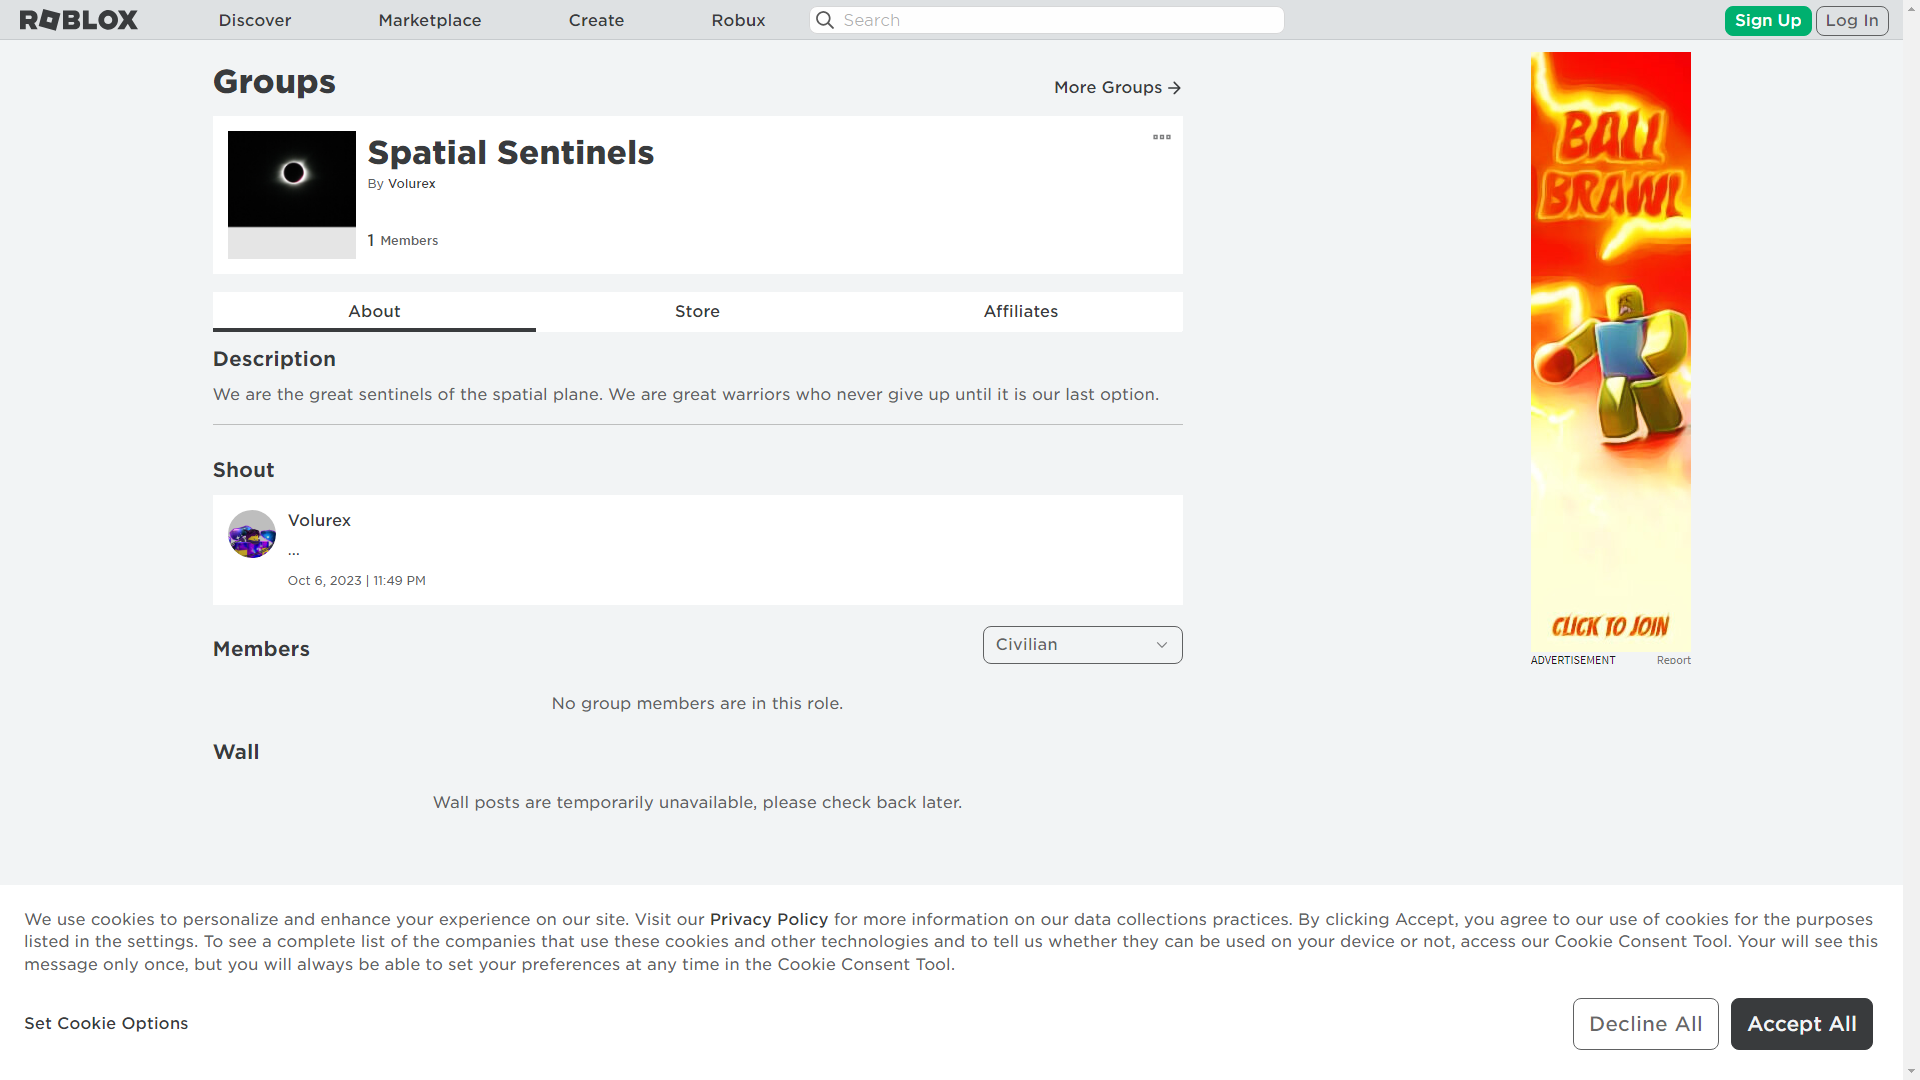 ROBLOX
Discover
Marketplace
Create
Robux
Search
Sign Up
Log In
Groups
More Groups
Spatial Sentinels
By Volurex
1 Members
About
Store
Affiliates
Description
We are the great sentinels of the spatial plane. We are great warriors who never give up until it is our last option.
Shout
Volurex
...
Oct 6, 2023 | 11:49 PM
Members
Civilian
No group members are in this role.
Wall
Wall posts are temporarily unavailable, please check back later.
BALL
BRAWL
CLICK TO JOIN
ADVERTISEMENT
Report
We use cookies to personalize and enhance your experience on our site. Visit our Privacy Policy for more information on our data collections practices. By clicking Accept, you agree to our use of cookies for the purposes
listed in the settings. To see a complete list of the companies that use these cookies and other technologies and to tell us whether they can be used on your device or not, access our Cookie Consent Tool. Your will see this
message only once, but you will always be able to set your preferences at any time in the Cookie Consent Tool.
Set Cookie Options
Decline All
Accept All